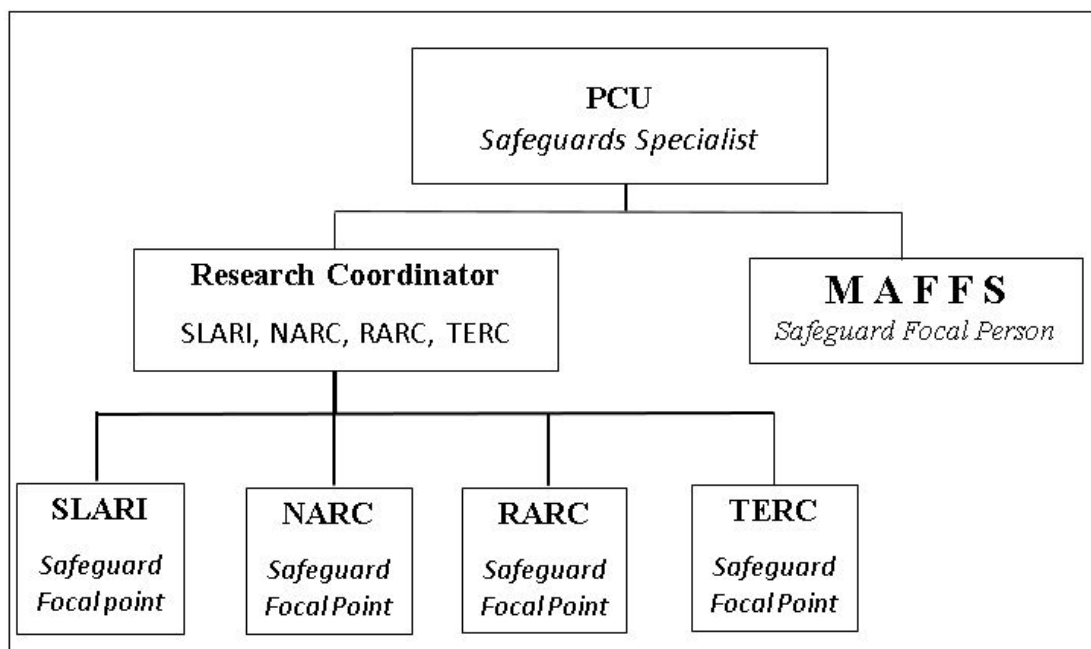 PCU
Safeguards Specialist
Research Coordinator
SLARI, NARC, RARC, TERC
M A F F S
Safeguard Focal Person
SLARI
Safeguard
Focal point
NARC
Safeguard
Focal Point
RARC
Safeguard
Focal Point
TERC
Safeguard
Focal Point